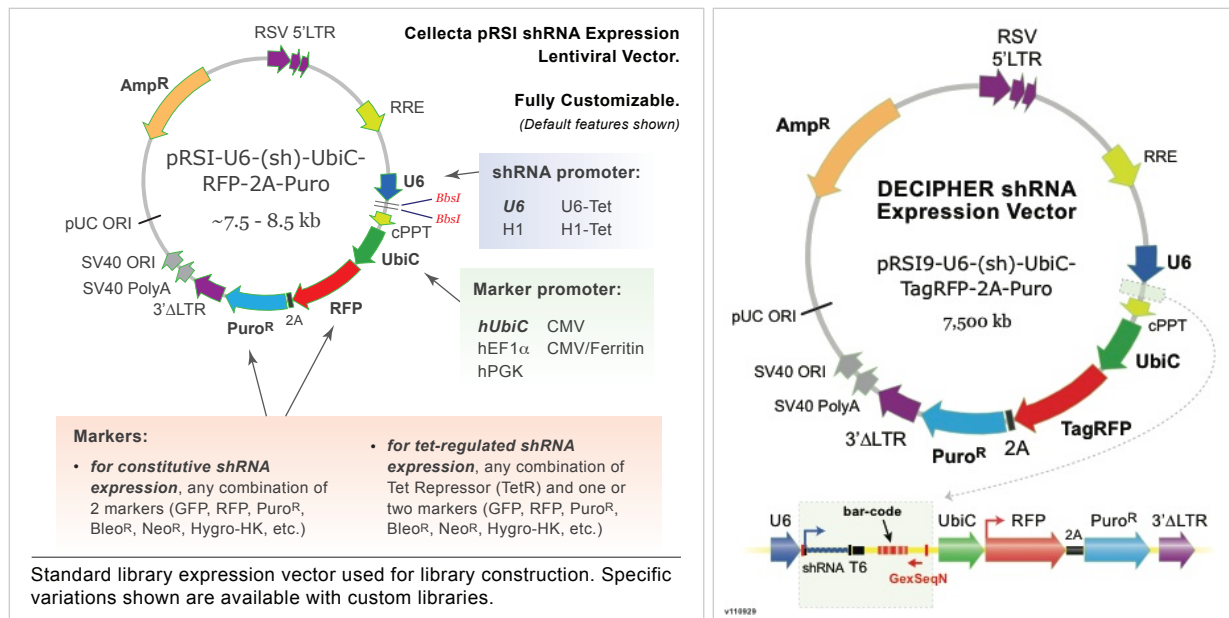 Cellecta pRSI shRNA Expression
Lentiviral Vector.
Fully Customizable.
(Default features shown)
RSV 5'LTR
AmpR
RRE
pRSI-U6-(sh)-UbiC-
RFP-2A-Puro
~7.5 - 8.5 kb
U6
BbsI
BbsI
cPPT
UbiC
RFP
2A
PuroR
3'ΔLTR
SV40 PolyA
SV40 ORI
pUC ORI
shRNA promoter:
U6 U6-Tet
H1 H1-Tet
Marker promoter:
hUbiC CMV
hEF1α CMV/Ferritin
hPGK
Markers:
• for constitutive shRNA
expression, any combination of
2 markers (GFP, RFP, PuroR,
BleoR, NeoR, Hygro-HK, etc.)
• for tet-regulated shRNA
expression, any combination of
Tet Repressor (TetR) and one or
two markers (GFP, RFP, PuroR,
BleoR, NeoR, Hygro-HK, etc.)
Standard library expression vector used for library construction. Specific
variations shown are available with custom libraries.
RSV
5'LTR
AmpR
RRE
DECIPHER shRNA
Expression Vector
pRSI9-U6-(sh)-UbiC-
TagRFP-2A-Puro
7,500 kb
U6
cPPT
UbiC
TagRFP
2A
PuroR
3'ΔLTR
SV40 PolyA
SV40 ORI
pUC ORI
U6
bar-code
UbiC
RFP
2A
PuroR
3'ΔLTR
shRNA
T6
GexSeqN
v110929